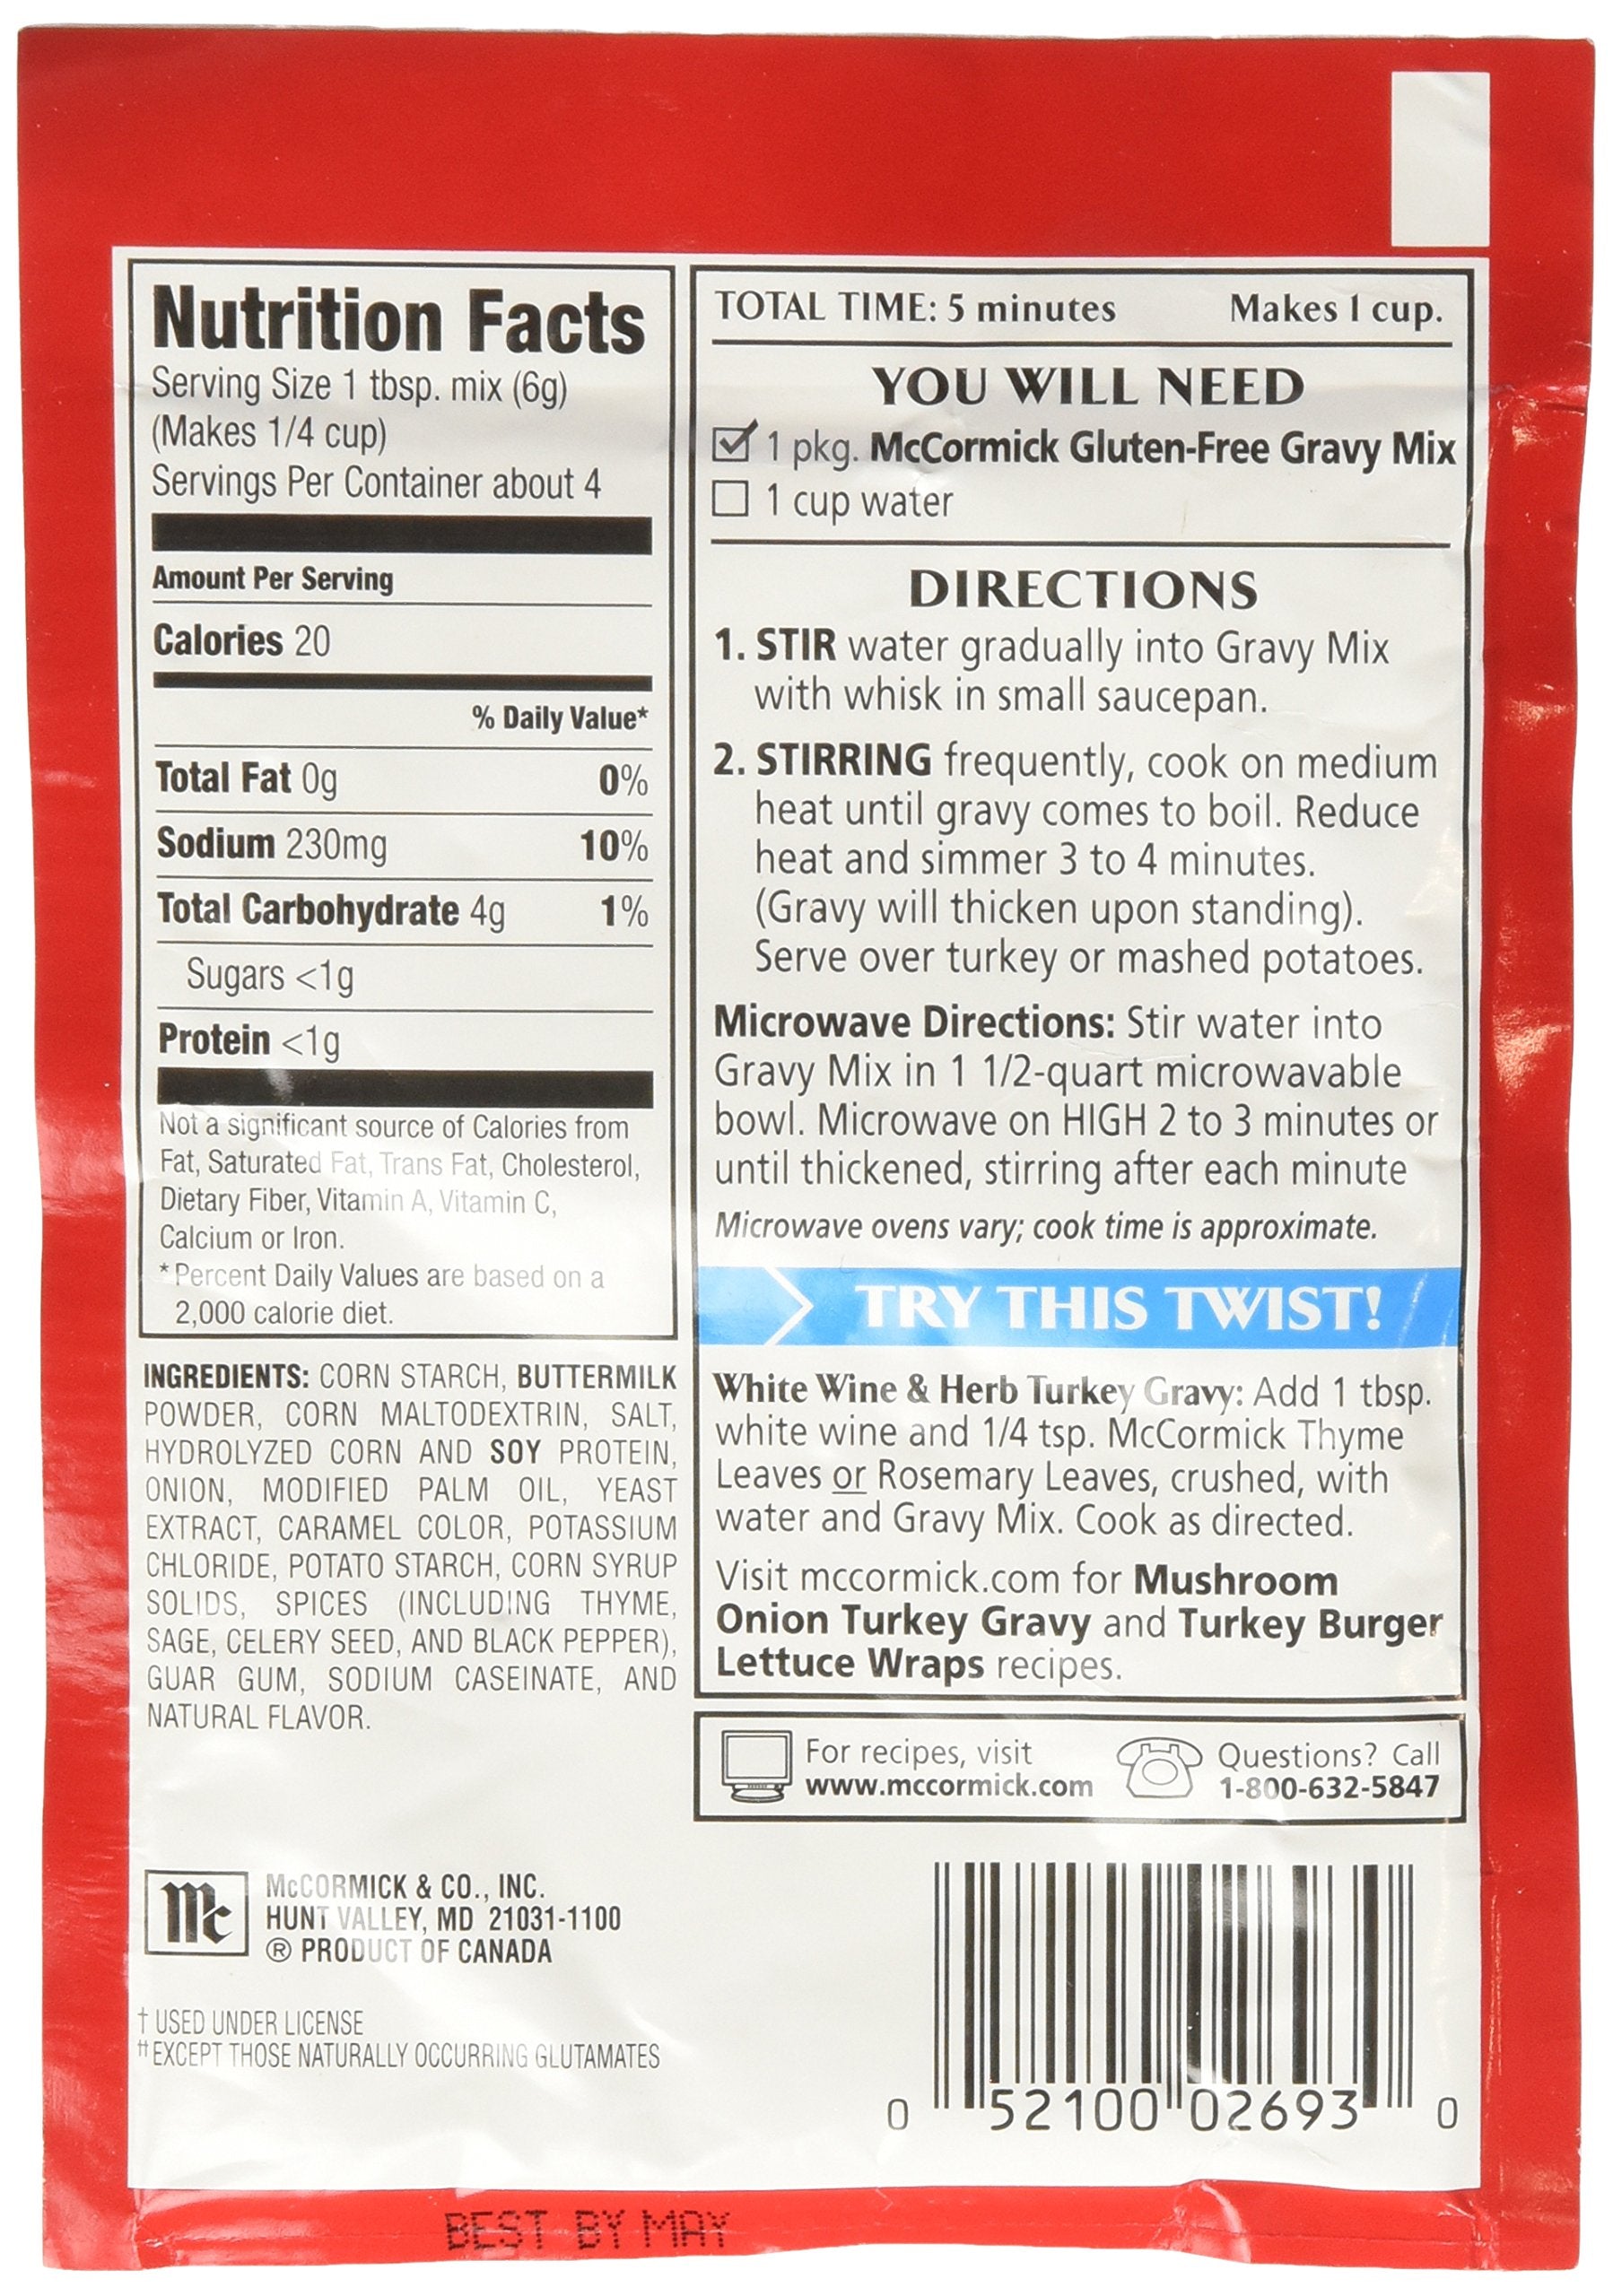 Nutrition Facts
Serving Size 1 tbsp. mix (6g)
(Makes 1/4 cup)
Servings Per Container about 4
Amount Per Serving
Calories 20
% Daily Value*
Total Fat 0g 0%
Sodium 230mg 10%
Total Carbohydrate 4g 1%
Sugars <1g
Protein <1g
Not a significant source of Calories from
Fat, Saturated Fat, Trans Fat, Cholesterol,
Dietary Fiber, Vitamin A, Vitamin C,
Calcium or Iron.
* Percent Daily Values are based on a
2,000 calorie diet.
INGREDIENTS: CORN STARCH, BUTTERMILK
POWDER, CORN MALTODEXTRIN, SALT,
HYDROLYZED CORN AND SOY PROTEIN,
ONION, MODIFIED PALM OIL, YEAST
EXTRACT, CARAMEL COLOR, POTASSIUM
CHLORIDE, POTATO STARCH, CORN SYRUP
SOLIDS, SPICES (INCLUDING THYME,
SAGE, CELERY SEED, AND BLACK PEPPER),
GUAR GUM, SODIUM CASEINATE, AND
NATURAL FLAVOR.
TOTAL TIME: 5 minutes Makes 1 cup.
YOU WILL NEED
1 pkg. McCormick Gluten-Free Gravy Mix
1 cup water
DIRECTIONS
1. STIR water gradually into Gravy Mix
with whisk in small saucepan.
2. STIRRING frequently, cook on medium
heat until gravy comes to boil. Reduce
heat and simmer 3 to 4 minutes.
(Gravy will thicken upon standing).
Serve over turkey or mashed potatoes.
Microwave Directions: Stir water into
Gravy Mix in 1 1/2-quart microwavable
bowl. Microwave on HIGH 2 to 3 minutes or
until thickened, stirring after each minute
Microwave ovens vary; cook time is approximate.
TRY THIS TWIST!
White Wine & Herb Turkey Gravy: Add 1 tbsp.
white wine and 1/4 tsp. McCormick Thyme
Leaves or Rosemary Leaves, crushed, with
water and Gravy Mix. Cook as directed.
Visit mccormick.com for Mushroom
Onion Turkey Gravy and Turkey Burger
Lettuce Wraps recipes.
For recipes, visit
www.mccormick.com
Questions? Call
1-800-632-5847
Mc
McCORMICK & CO., INC.
HUNT VALLEY, MD 21031-1100
® PRODUCT OF CANADA
† USED UNDER LICENSE
†† EXCEPT THOSE NATURALLY OCCURRING GLUTAMATES
0 52100 02693 0
BEST BY MAY